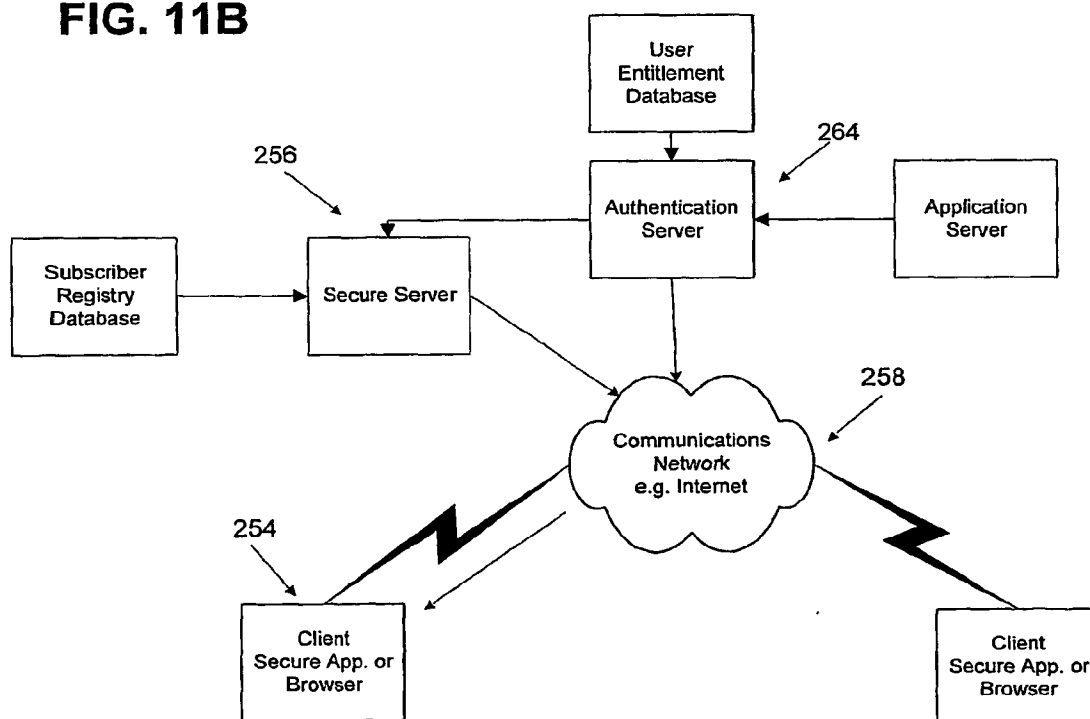 FIG. 11B
User
Entitlement
Database
264
256
Authentication
Server
Application
Server
Subscriber
Registry
Database
Secure Server
258
Communications
Network
e.g. Internet
254
Client
Secure App. or
Browser
Client
Secure App. or
Browser